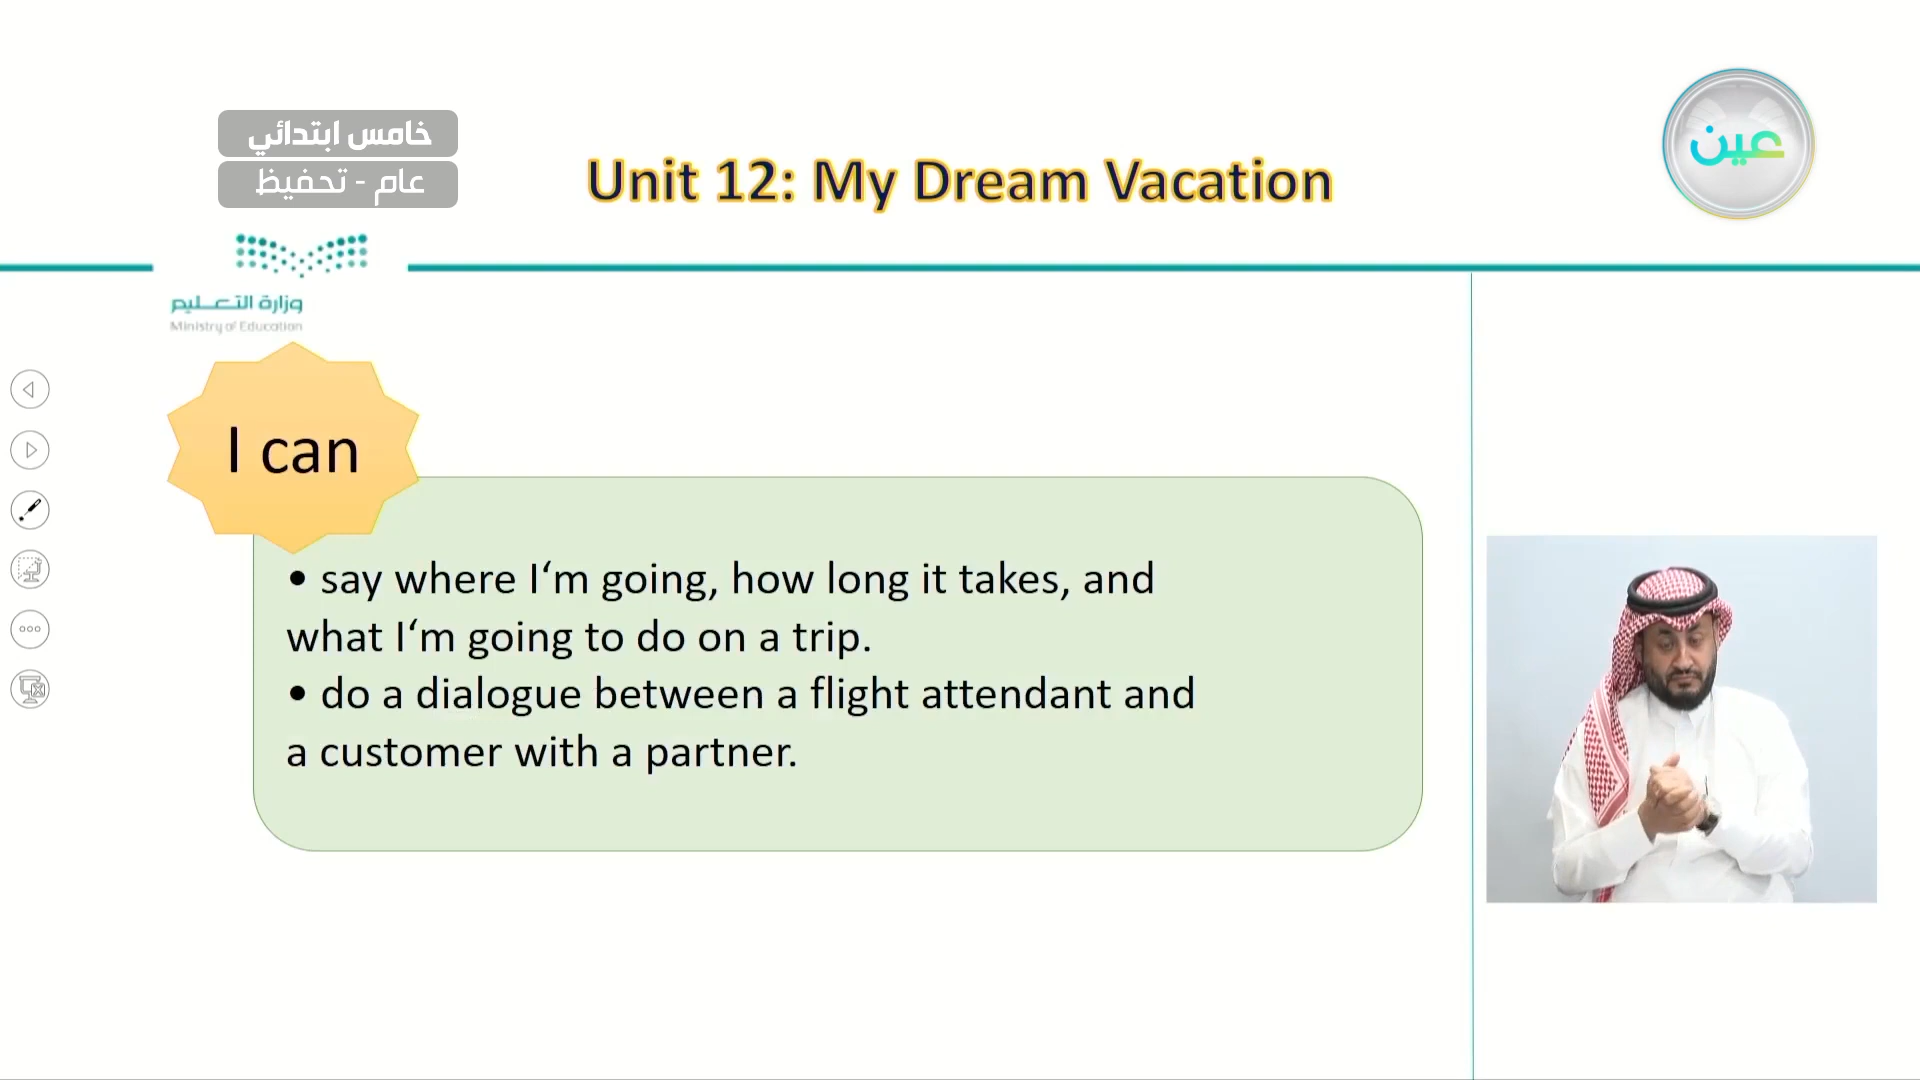 خامس ابتدائي
عام - تحفيظ
Unit 12: My Dream Vacation
عين
وزارة التعليم
Ministry of Education
I can
• say where I‘m going, how long it takes, and
what I‘m going to do on a trip.
• do a dialogue between a flight attendant and
a customer with a partner.